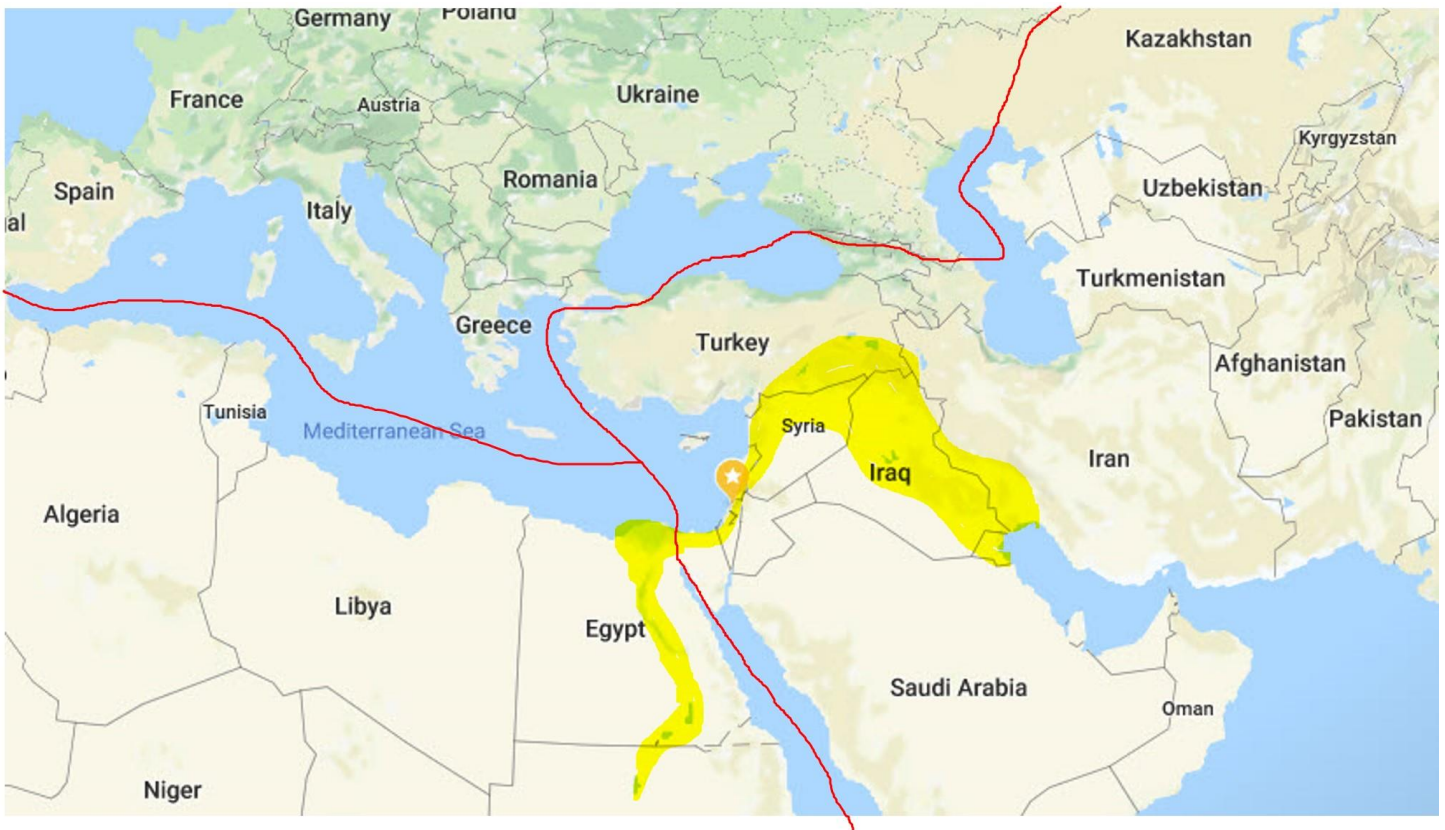 Germany
Poland
Kazakhstan
France
Austria
Ukraine
Kyrgyzstan
Spain
Romania
Uzbekistan
al
Italy
Turkmenistan
Greece
Turkey
Afghanistan
Tunisia
Mediterranean Sea
Syria
Pakistan
Iraq
Iran
Algeria
Libya
Egypt
Saudi Arabia
Oman
Niger